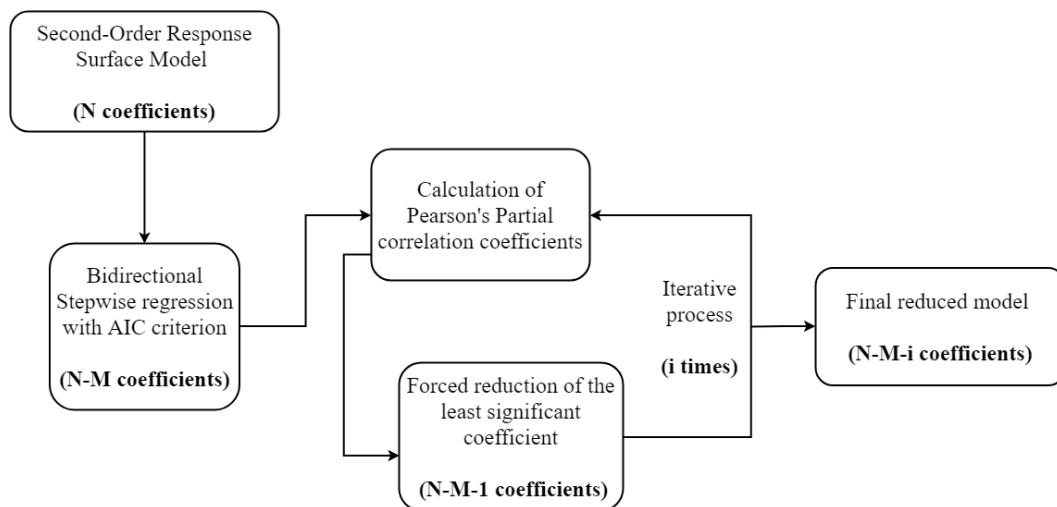 Second-Order Response
Surface Model
(N coefficients)
Bidirectional
Stepwise regression
with AIC criterion
(N-M coefficients)
Calculation of
Pearson's Partial
correlation coefficients
Forced reduction of the
least significant
coefficient
(N-M-1 coefficients)
Iterative
process
(i times)
Final reduced model
(N-M-i coefficients)